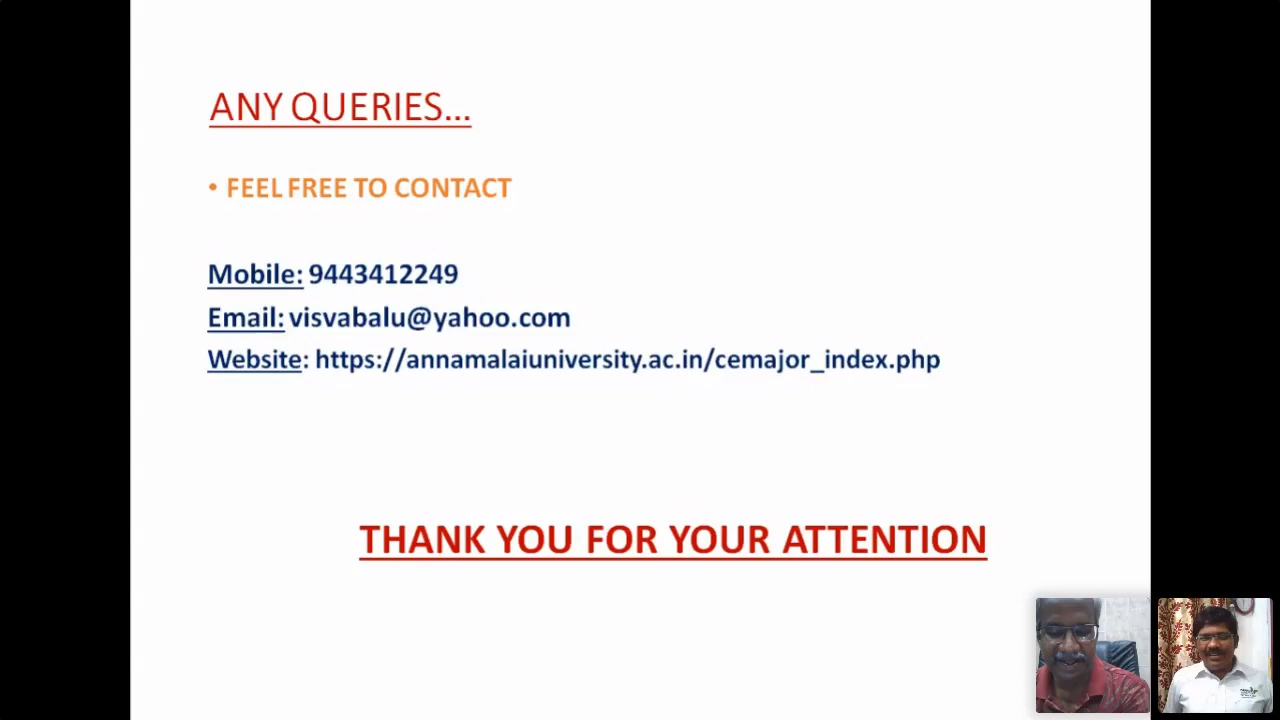 ANY QUERIES...
• FEEL FREE TO CONTACT
Mobile: 9443412249
Email: visvabalu@yahoo.com
Website: https://annamalaiuniversity.ac.in/cemajor_index.php
THANK YOU FOR YOUR ATTENTION